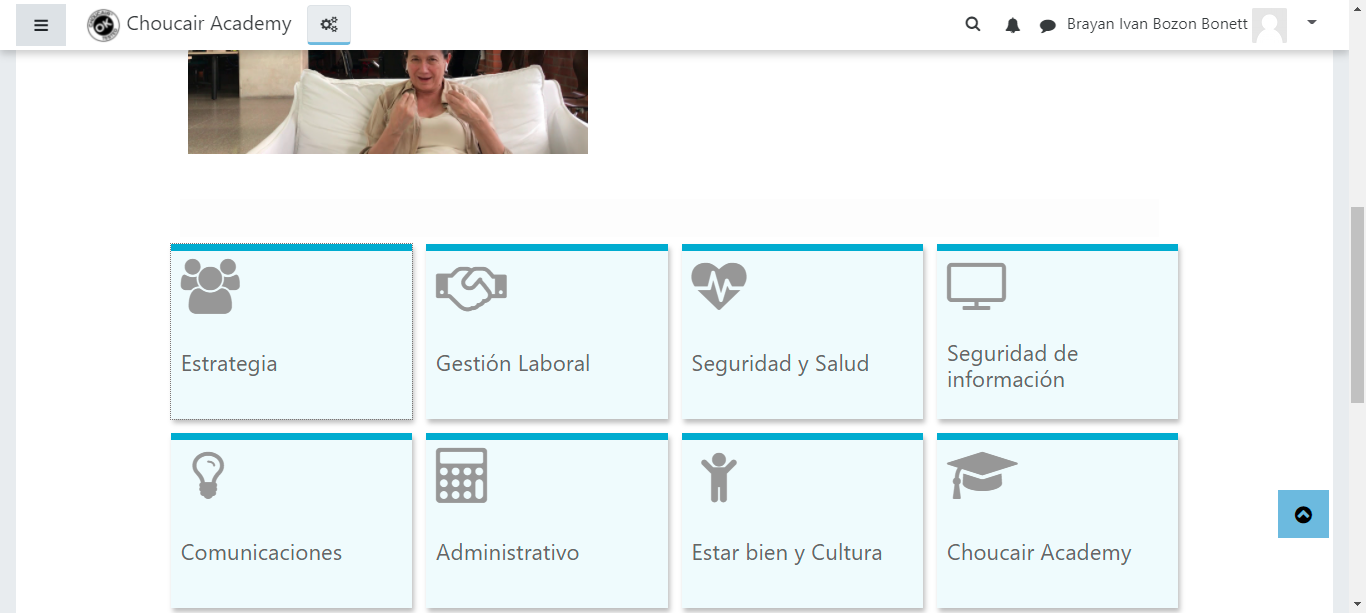 Choucair Academy
Brayan Ivan Bozon Bonett
Estrategia
Gestión Laboral
Seguridad y Salud
Seguridad de
información
Comunicaciones
Administrativo
Estar bien y Cultura
Choucair Academy